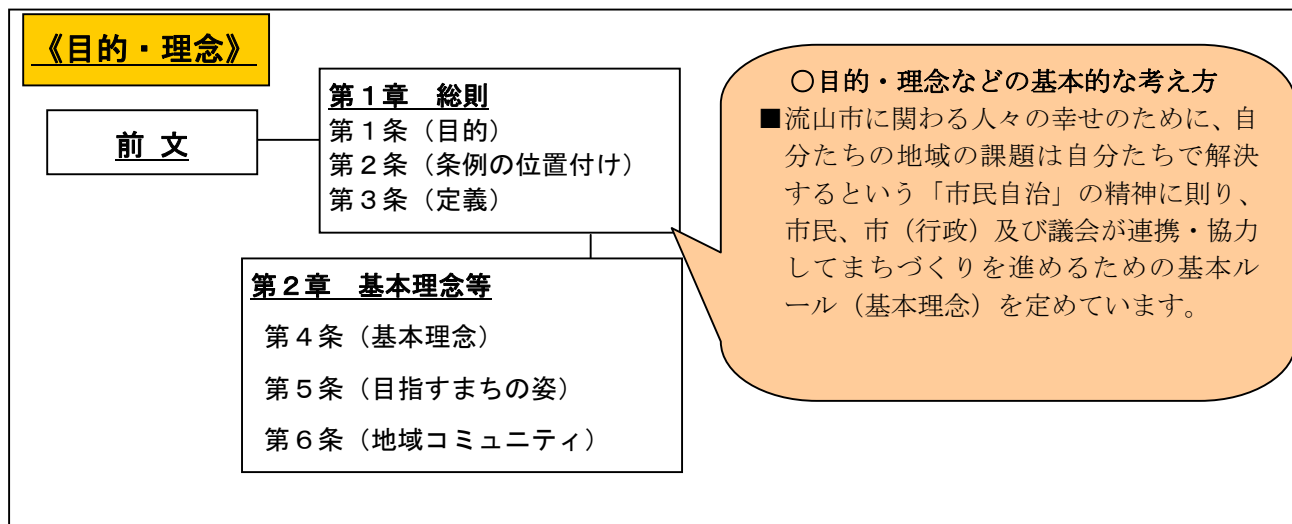 《目的・理念》
前 文
第１章　総則
第１条（目的）
第２条（条例の位置付け）
第３条（定義）
第２章　基本理念等
第４条（基本理念）
第５条（目指すまちの姿）
第６条（地域コミュニティ）
○目的・理念などの基本的な考え方
■流山市に関わる人々の幸せのために、自
分たちの地域の課題は自分たちで解決
するという「市民自治」の精神に則り、
市民、市（行政）及び議会が連携・協力
してまちづくりを進めるための基本ル
ール（基本理念）を定めています。